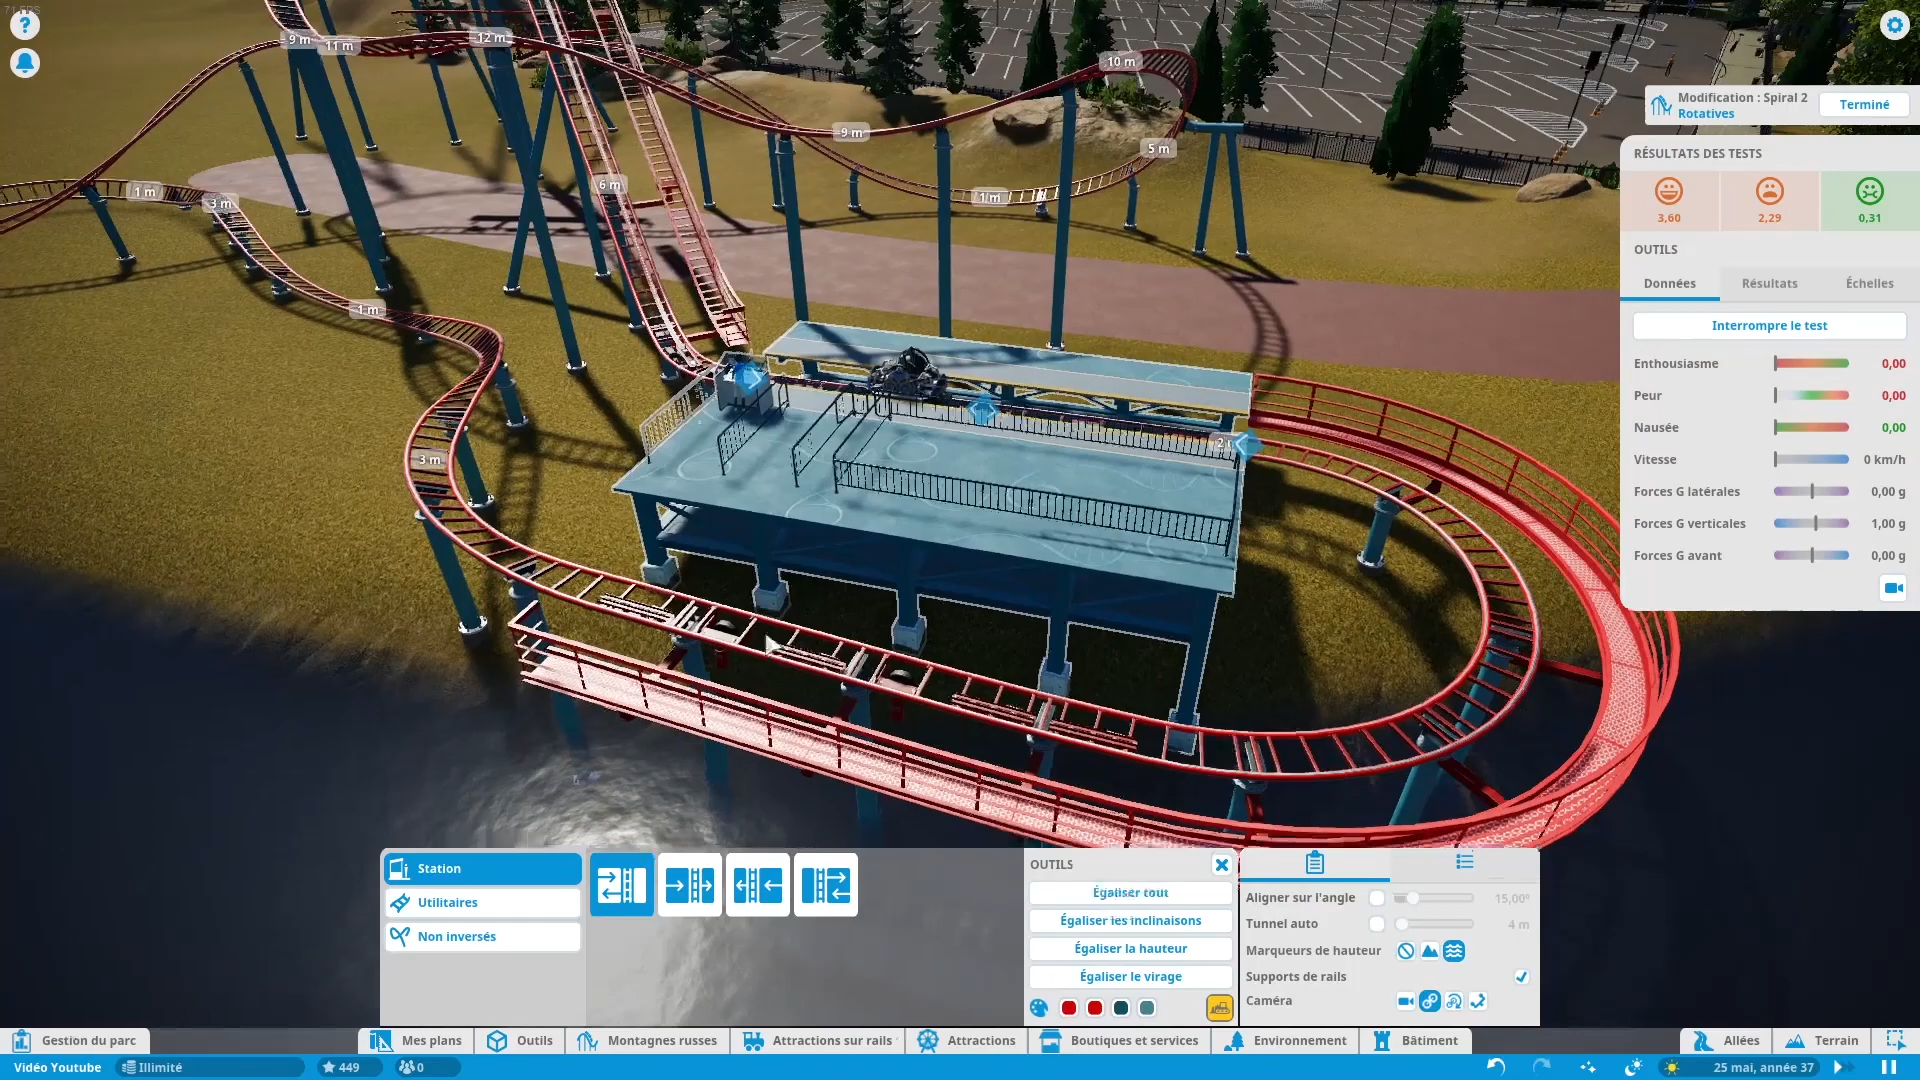 71 FPS
?
9 m
11 m
12 m
10 m
9 m
5 m
1 m
3 m
6 m
1 m
1 m
3 m
Modification : Spiral 2
Rotatives
Terminé
RÉSULTATS DES TESTS
3,60
2,29
0,31
OUTILS
Données
Résultats
Échelles
Interrompre le test
Enthousiasme
0,00
Peur
0,00
Nausée
0,00
Vitesse
0 km/h
Forces G latérales
0,00 g
Forces G verticales
1,00 g
Forces G avant
0,00 g
Station
Utilitaires
Non inversés
OUTILS
Égaliser tout
Égaliser les inclinaisons
Égaliser la hauteur
Égaliser le virage
Aligner sur l'angle
15,00°
Tunnel auto
4 m
Marqueurs de hauteur
Supports de rails
Caméra
Gestion du parc
Mes plans
Outils
Montagnes russes
Attractions sur rails
Attractions
Boutiques et services
Environnement
Bâtiment
Allées
Terrain
Vidéo Youtube
Illimité
449
0
25 mai, année 37